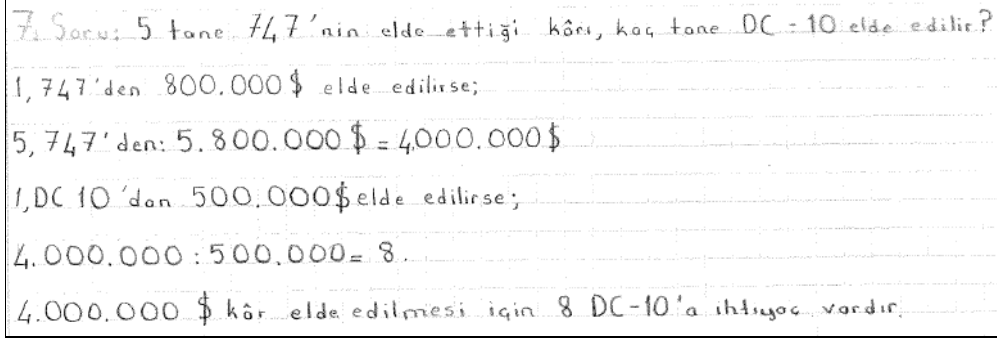 7. Soru: 5 tane 747'nin elde ettiği kârı, kaç tane DC-10 elde edilir?
1, 747'den 800.000$ elde edilirse;
5, 747'den: 5.800.000$ = 4000.000$
1, DC 10'dan 500.000$ elde edilirse;
4.000.000 : 500.000 = 8.
4.000.000 $ kâr elde edilmesi için 8 DC-10'a ihtiyaç vardır.